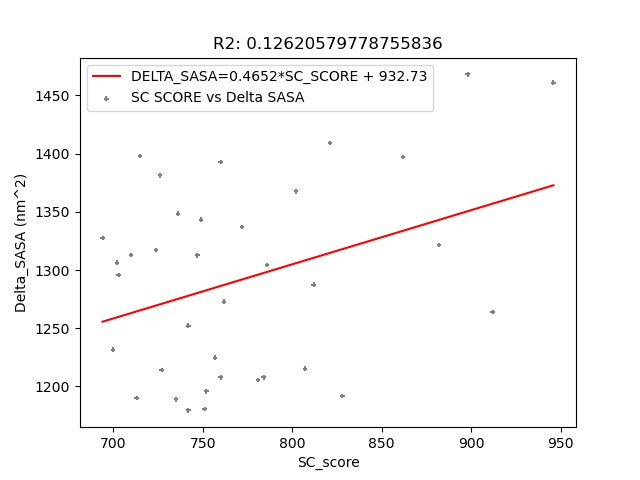 R2: 0.12620579778755836
DELTA_SASA=0.4652*SC_SCORE + 932.73
SC SCORE vs Delta SASA
Delta_SASA (nm^2)
1450
1400
1350
1300
1250
1200
700 750 800 850 900 950
SC_score